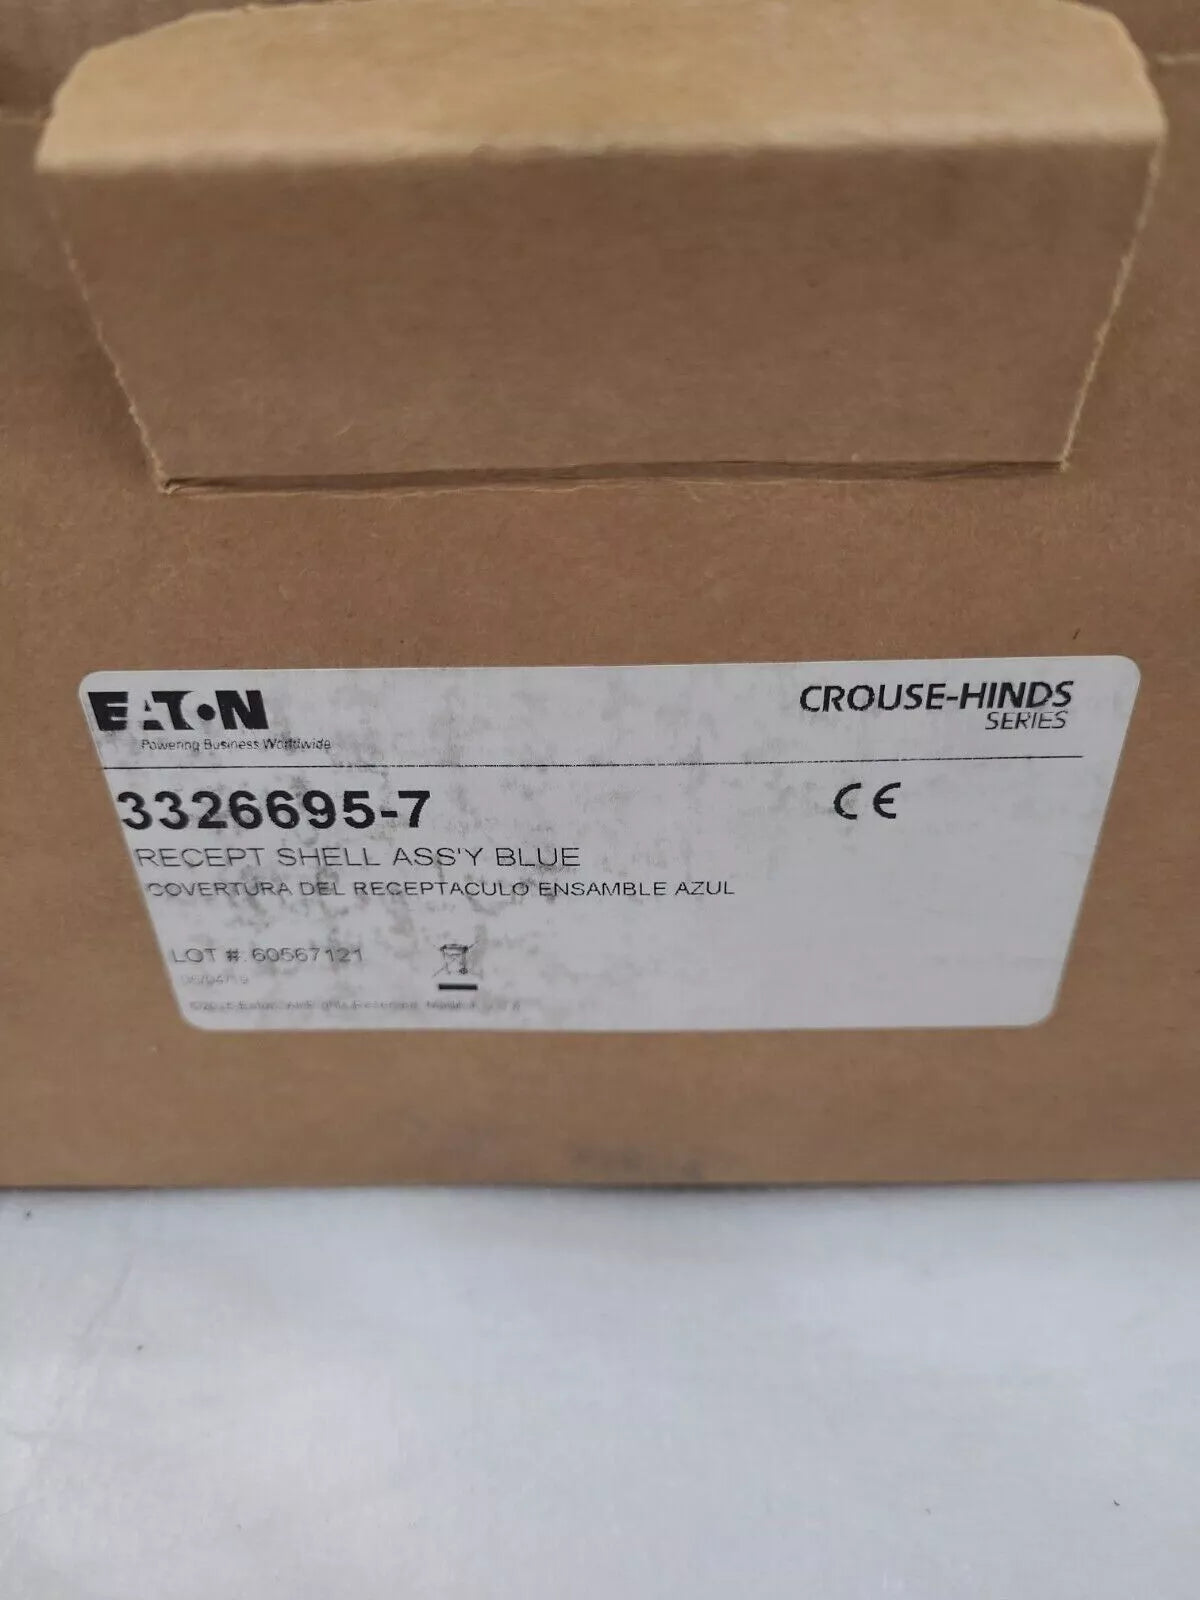 EATON
Powering Business Worldwide
CROUSE-HINDS
SERIES
3326695-7
CE
RECEPT SHELL ASS'Y BLUE
COVERTURA DEL RECEPTACULO ENSAMBLE AZUL
LOT #: 60567121